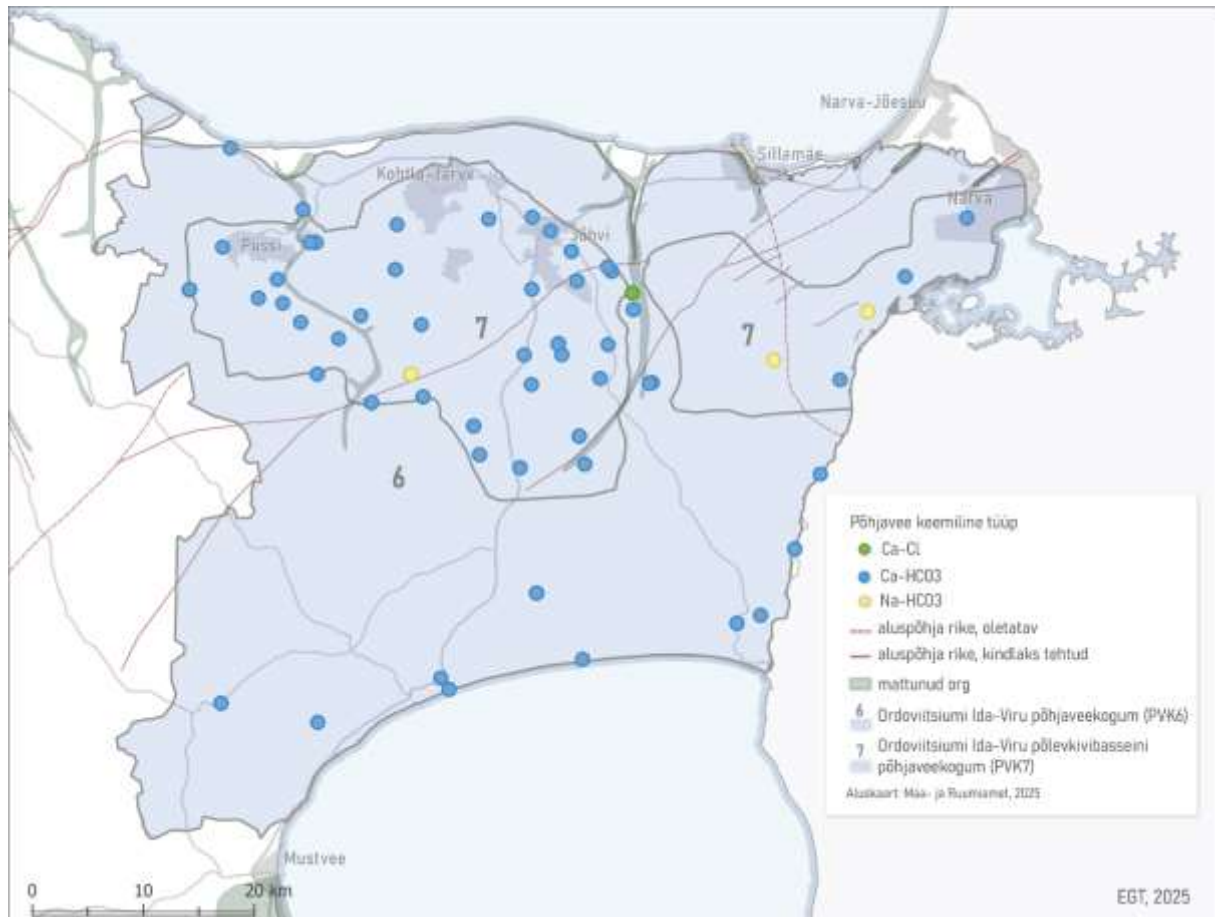 Narva-Jõesuu
Sillamäe
Kohtla-Järve
Narva
Püssi
Jõhvi
7
7
6
Põhjavee keemiline tüüp
Ca-Cl
Ca-HCO3
Na-HCO3
aluspõhja rike, oletatav
aluspõhja rike, kindlaks tehtud
mattunud org
6
Ordoviitsiumi Ida-Viru põhjaveekogum (PVK6)
7
Ordoviitsiumi Ida-Viru põlevkivibasseini
põhjaveekogum (PVK7)
Aluskaart: Maa- ja Ruumiamet, 2025
Mustvee
0 10 20 km
EGT, 2025